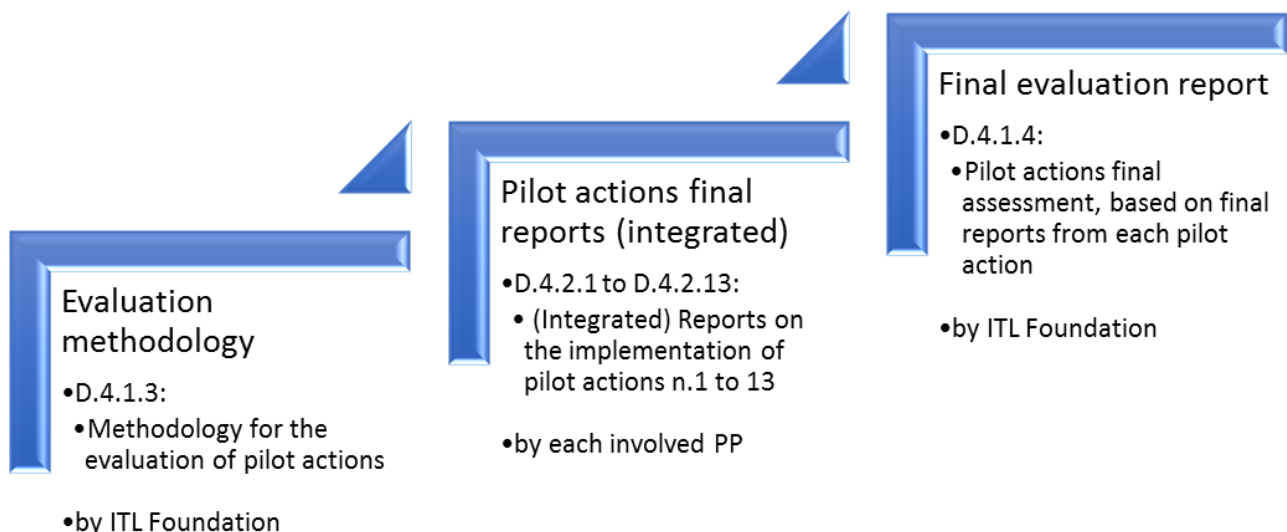 Evaluation
methodology
•D.4.1.3:
•Methodology for the
evaluation of pilot actions
•by ITL Foundation
Pilot actions final
reports (integrated)
•D.4.2.1 to D.4.2.13:
• (Integrated) Reports on
the implementation of
pilot actions n.1 to 13
•by each involved PP
Final evaluation report
•D.4.1.4:
•Pilot actions final
assessment, based on final
reports from each pilot
action
•by ITL Foundation